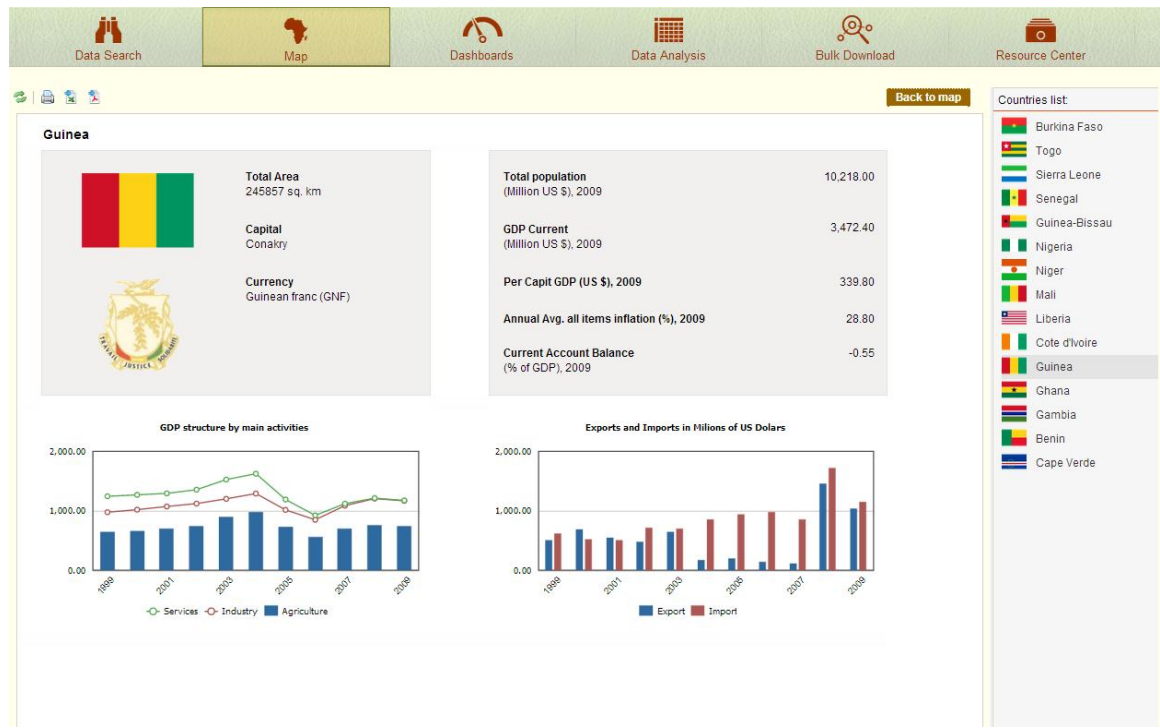 Data Search
Map
Dashboards
Data Analysis
Bulk Download
Resource Center
Back to map
Guinea
Total Area
245857 sq. km
Capital
Conakry
Currency
Guinean franc (GNF)
TRAVAIL JUSTICE SOLIDARITE
Total population 10,218.00
(Million US $), 2009
GDP Current 3,472.40
(Million US $), 2009
Per Capit GDP (US $), 2009 339.80
Annual Avg. all items inflation (%), 2009 28.80
Current Account Balance -0.55
(% of GDP), 2009
GDP structure by main activities
2,000.00
1,000.00
0.00
1999 2001 2003 2005 2007 2009
Services Industry Agriculture
Exports and Imports in Milions of US Dolars
2,000.00
1,000.00
0.00
1999 2001 2003 2005 2007 2009
Export Import
Countries list:
Burkina Faso
Togo
Sierra Leone
Senegal
Guinea-Bissau
Nigeria
Niger
Mali
Liberia
Cote d'Ivoire
Guinea
Ghana
Gambia
Benin
Cape Verde